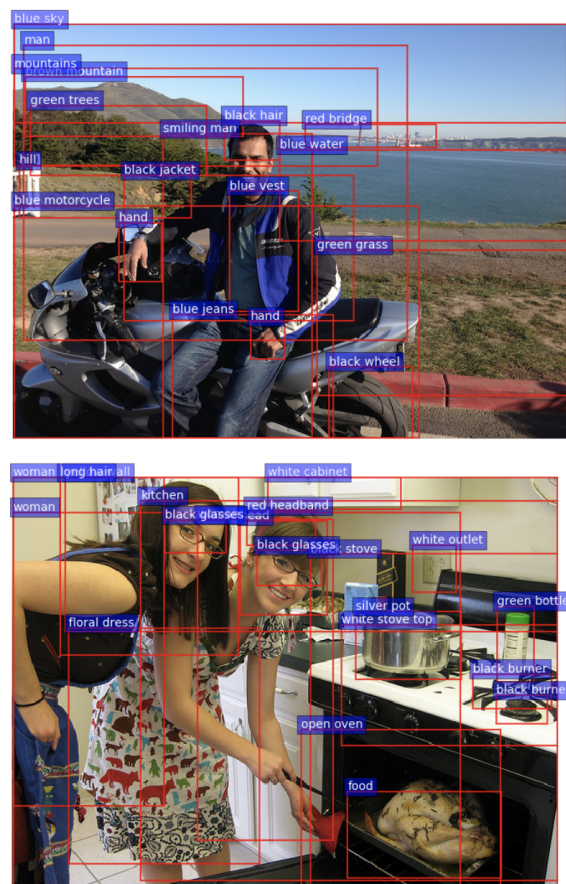 blue sky
man
mountains
brown mountain
green trees
black hair
red bridge
smiling man
blue water
hill
black jacket
blue vest
blue motorcycle
hand
green grass
blue jeans
hand
black wheel
woman
long hair
all
white cabinet
kitchen
woman
red headband
black glasses
ead
black glasses
stove
white outlet
silver pot
green bottle
floral dress
white stove top
black burner
black burne
open oven
food